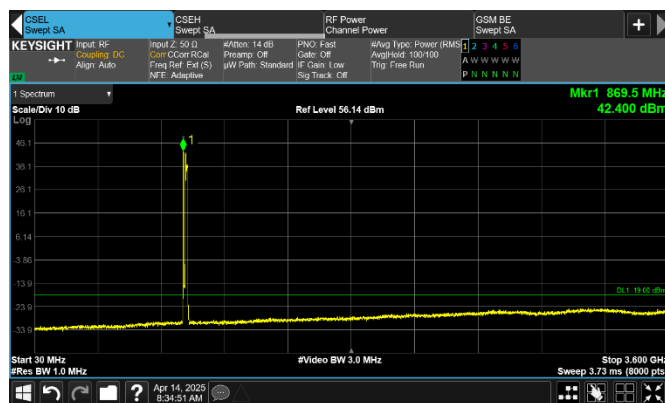 CSEL
Swept SA
CSEH
Swept SA
RF Power
Channel Power
GSM BE
Swept SA
+
KEYSIGHT
Input: RF
Coupling: DC
Align: Auto
Input Z: 50 Ω
Corr CCorr RCal
Freq Ref: Ext (S)
NFE: Adaptive
#Atten: 14 dB
Preamp: Off
µW Path: Standard
PNO: Fast
Gate: Off
IF Gain: Low
Sig Track: Off
#Avg Type: Power (RMS)
Avg|Hold: 100/100
Trig: Free Run
1 2 3 4 5 6
A W W W W W
P N N N N N
LXI
1 Spectrum
Mkr1 869.5 MHz
Scale/Div 10 dB
Ref Level 56.14 dBm
42.400 dBm
Log
46.1
36.1
26.1
16.1
6.14
-3.86
-13.9
-23.9
-33.9
1
DL1 -19.00 dBm
Start 30 MHz
#Video BW 3.0 MHz
Stop 3.600 GHz
#Res BW 1.0 MHz
Sweep 3.73 ms (8000 pts)
?
Apr 14, 2025
8:34:51 AM